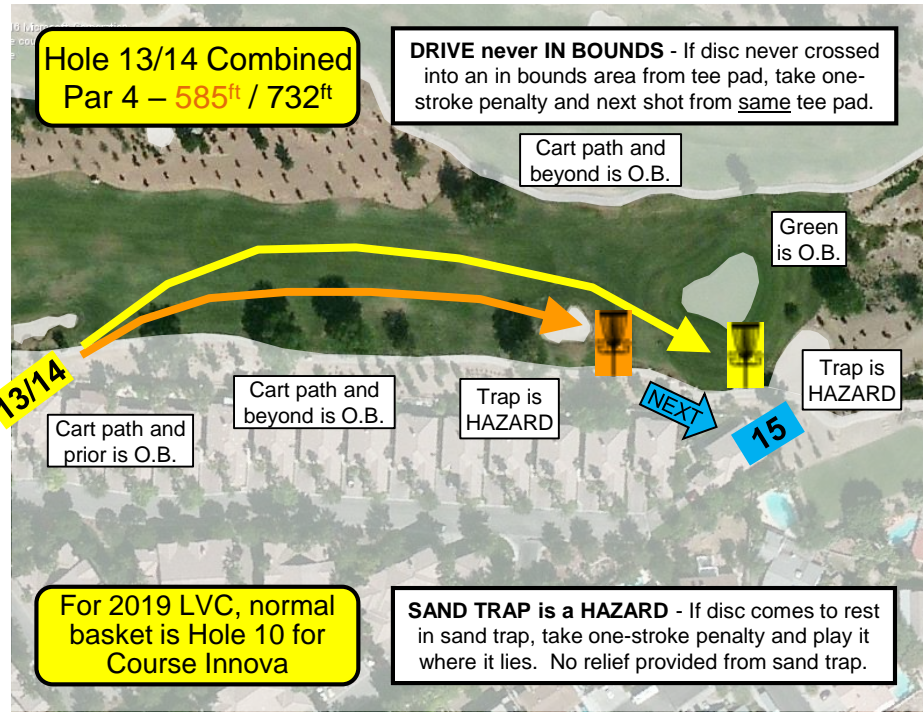 Hole 13/14 Combined
Par 4 – 585ft / 732ft
DRIVE never IN BOUNDS - If disc never crossed
into an in bounds area from tee pad, take one-
stroke penalty and next shot from same tee pad.
Cart path and
beyond is O.B.
Green
is O.B.
13/14
Cart path and
prior is O.B.
Cart path and
beyond is O.B.
Trap is
HAZARD
NEXT
15
Trap is
HAZARD
For 2019 LVC, normal
basket is Hole 10 for
Course Innova
SAND TRAP is a HAZARD - If disc comes to rest
in sand trap, take one-stroke penalty and play it
where it lies. No relief provided from sand trap.